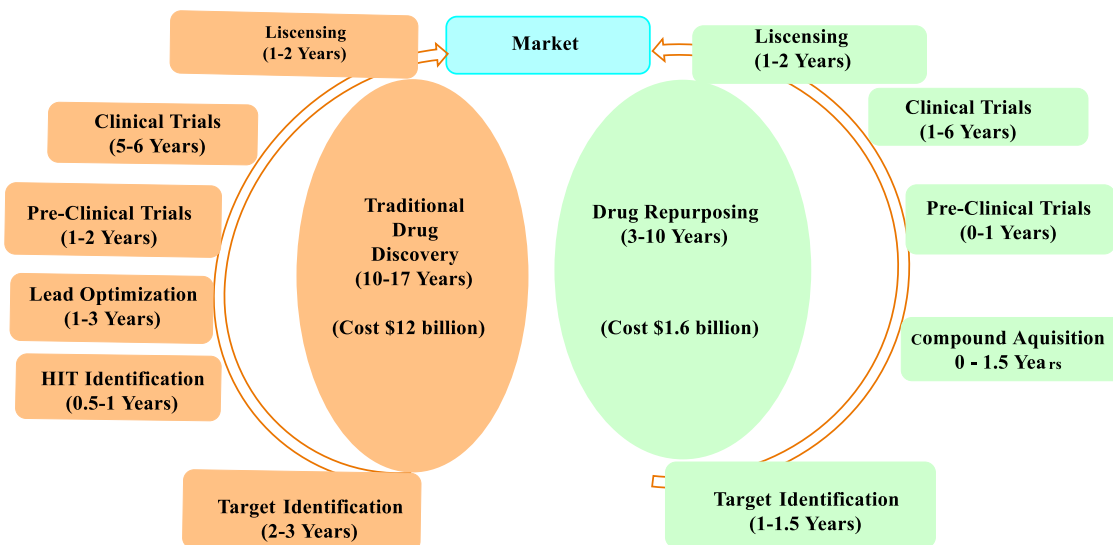 Liscensing
(1-2 Years)
Market
Liscensing
(1-2 Years)
Clinical Trials
(5-6 Years)
Clinical Trials
(1-6 Years)
Pre-Clinical Trials
(1-2 Years)
Traditional
Drug
Discovery
(10-17 Years)
(Cost $12 billion)
Drug Repurposing
(3-10 Years)
(Cost $1.6 billion)
Pre-Clinical Trials
(0-1 Years)
Lead Optimization
(1-3 Years)
Compound Aquisition
0 - 1.5 Years
HIT Identification
(0.5-1 Years)
Target Identification
(2-3 Years)
Target Identification
(1-1.5 Years)